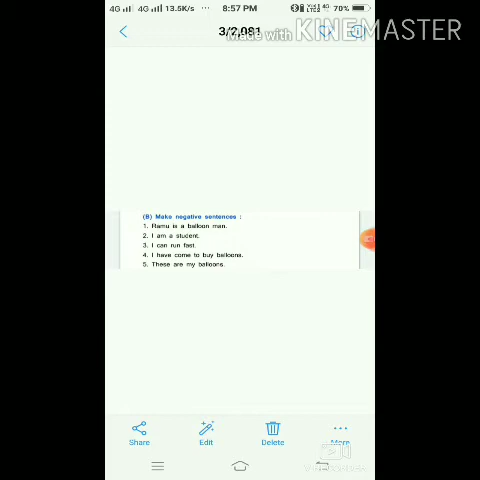 4G 4G 13.5K/s ... 8:57 PM 4G LTE2 70%
3/2,081
Made with KINEMASTER
(B) Make negative sentences :
1. Ramu is a balloon man.
2. I am a student.
3. I can run fast.
4. I have come to buy balloons.
5. These are my balloons.
Share Edit Delete More